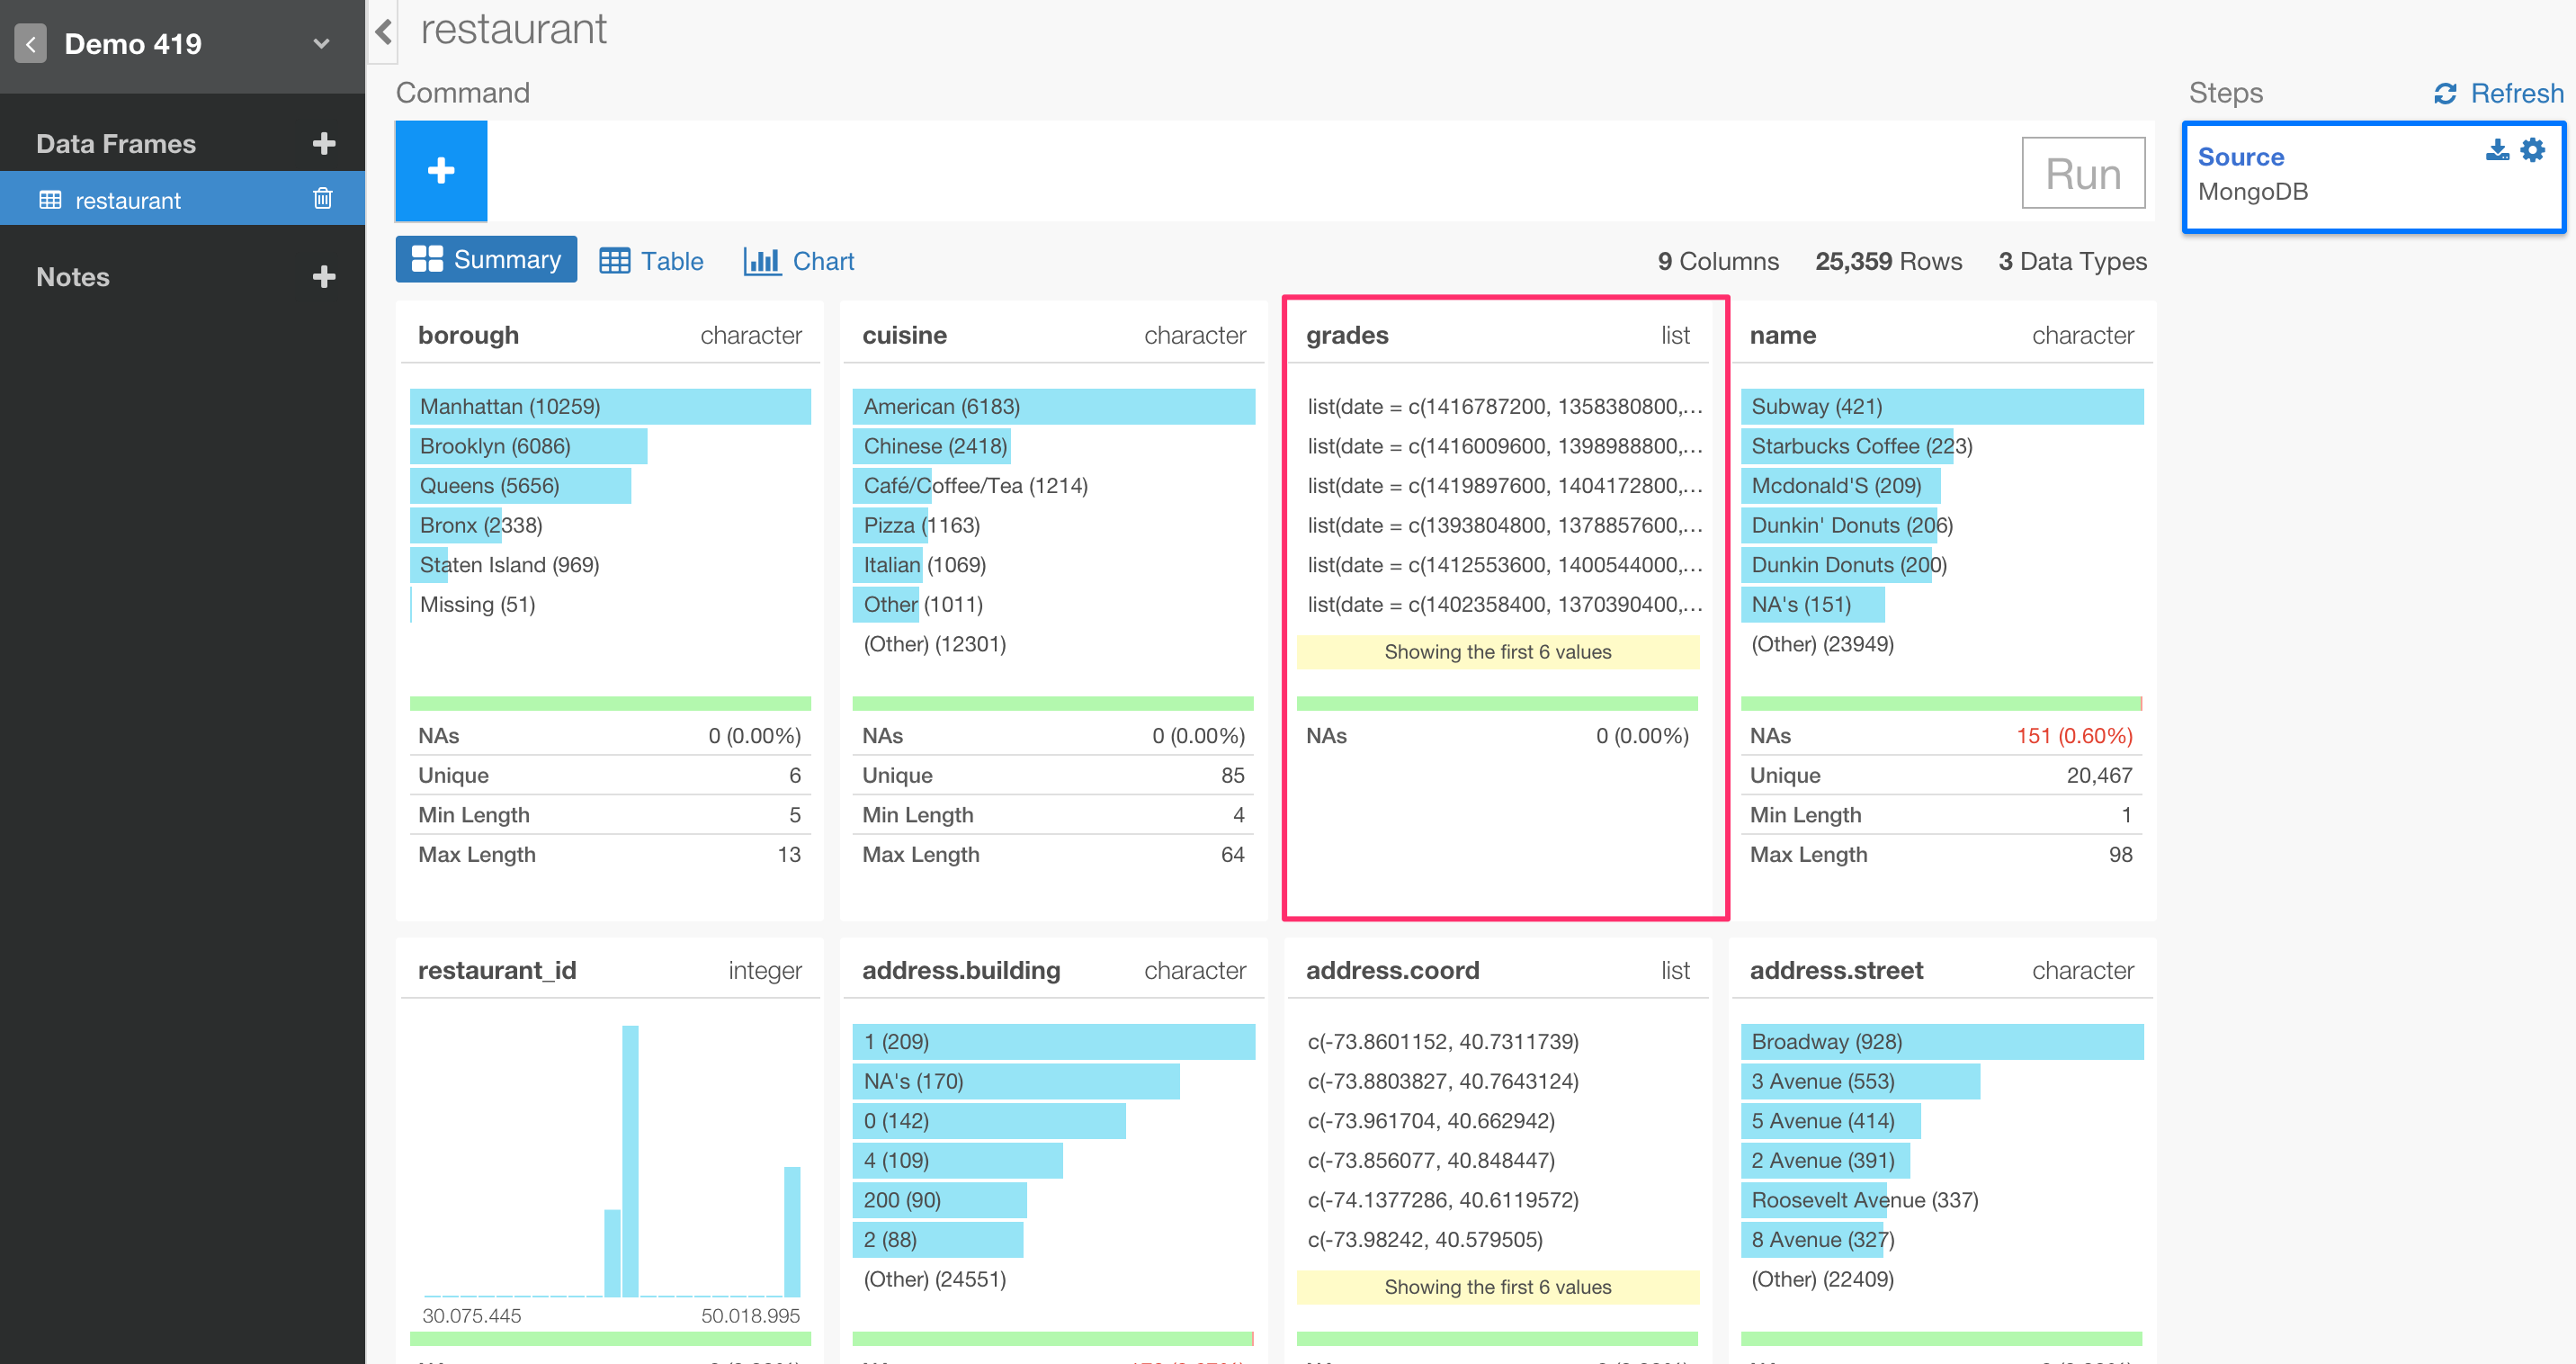 Demo 419
Data Frames
restaurant
Notes
restaurant
Command
Run
Summary Table Chart
9 Columns 25,359 Rows 3 Data Types
Steps Refresh
Source
MongoDB
borough character
Manhattan (10259)
Brooklyn (6086)
Queens (5656)
Bronx (2338)
Staten Island (969)
Missing (51)
NAs 0 (0.00%)
Unique 6
Min Length 5
Max Length 13
cuisine character
American (6183)
Chinese (2418)
Café/Coffee/Tea (1214)
Pizza (1163)
Italian (1069)
Other (1011)
(Other) (12301)
NAs 0 (0.00%)
Unique 85
Min Length 4
Max Length 64
grades list
list(date = c(1416787200, 1358380800,...
list(date = c(1416009600, 1398988800,...
list(date = c(1419897600, 1404172800,...
list(date = c(1393804800, 1378857600,...
list(date = c(1412553600, 1400544000,...
list(date = c(1402358400, 1370390400,...
Showing the first 6 values
NAs 0 (0.00%)
name character
Subway (421)
Starbucks Coffee (223)
Mcdonald'S (209)
Dunkin' Donuts (206)
Dunkin Donuts (200)
NA's (151)
(Other) (23949)
NAs 151 (0.60%)
Unique 20,467
Min Length 1
Max Length 98
restaurant_id integer
30.075.445 50.018.995
address.building character
1 (209)
NA's (170)
0 (142)
4 (109)
200 (90)
2 (88)
(Other) (24551)
address.coord list
c(-73.8601152, 40.7311739)
c(-73.8803827, 40.7643124)
c(-73.961704, 40.662942)
c(-73.856077, 40.848447)
c(-74.1377286, 40.6119572)
c(-73.98242, 40.579505)
Showing the first 6 values
address.street character
Broadway (928)
3 Avenue (553)
5 Avenue (414)
2 Avenue (391)
Roosevelt Avenue (337)
8 Avenue (327)
(Other) (22409)